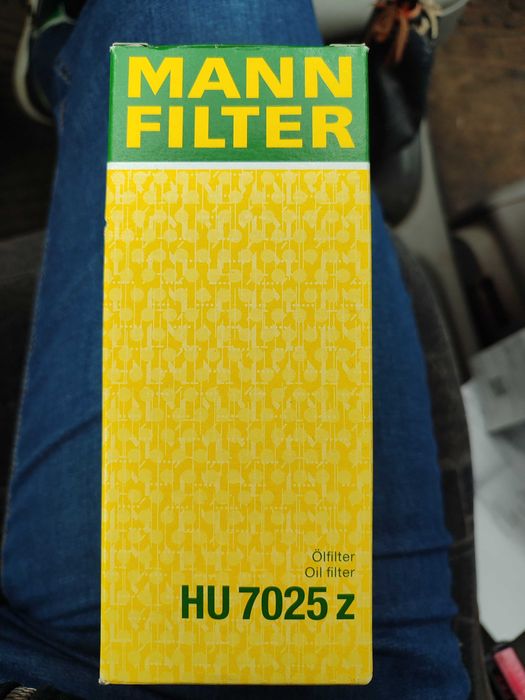 MANN
FILTER
Ölfilter
Oil filter
HU 7025 z